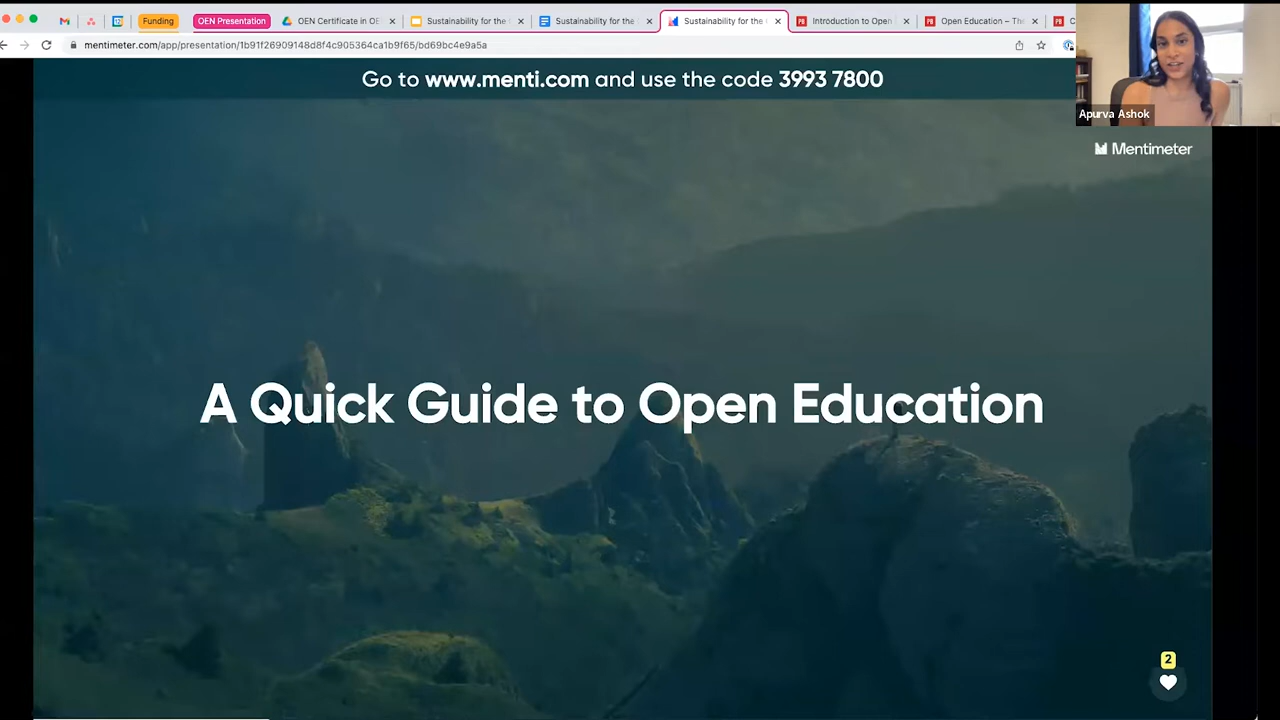 Funding
OEN Presentation
OEN Certificate in OE
Sustainability for the
Sustainability for the
Sustainability for the
Introduction to Open
Open Education – The
mentimeter.com/app/presentation/1b91f26909148d8f4c905364ca1b9f65/bd69bc4e9a5a
Go to www.menti.com and use the code 3993 7800
Apurva Ashok
Mentimeter
A Quick Guide to Open Education
2